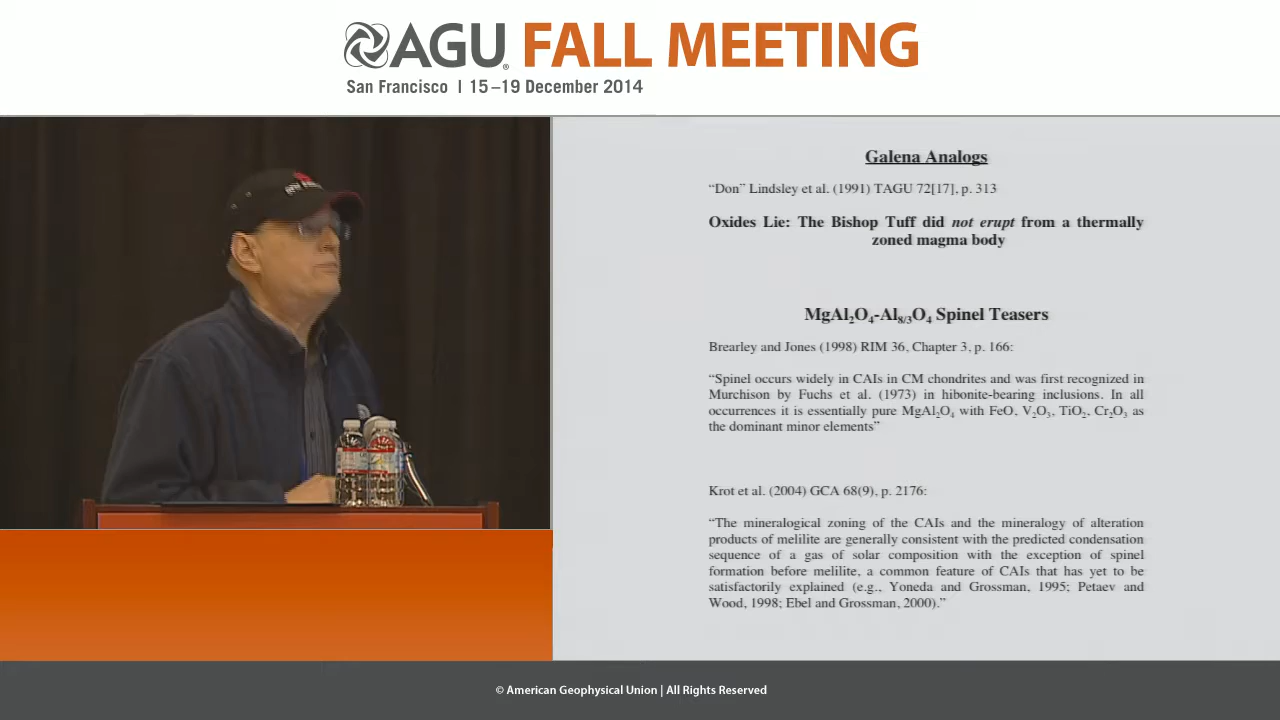 AGU® FALL MEETING
San Francisco | 15–19 December 2014
Galena Analogs
“Don” Lindsley et al. (1991) TAGU 72[17], p. 313
Oxides Lie: The Bishop Tuff did not erupt from a thermally
zoned magma body
MgAl₂O₄-Al₈/₃O₄ Spinel Teasers
Brearley and Jones (1998) RIM 36, Chapter 3, p. 166:
“Spinel occurs widely in CAIs in CM chondrites and was first recognized in
Murchison by Fuchs et al. (1973) in hibonite-bearing inclusions. In all
occurrences it is essentially pure MgAl₂O₄ with FeO, V₂O₃, TiO₂, Cr₂O₃ as
the dominant minor elements”
Krot et al. (2004) GCA 68(9), p. 2176:
“The mineralogical zoning of the CAIs and the mineralogy of alteration
products of melilite are generally consistent with the predicted condensation
sequence of a gas of solar composition with the exception of spinel
formation before melilite, a common feature of CAIs that has yet to be
satisfactorily explained (e.g., Yoneda and Grossman, 1995; Petaev and
Wood, 1998; Ebel and Grossman, 2000).”
© American Geophysical Union | All Rights Reserved